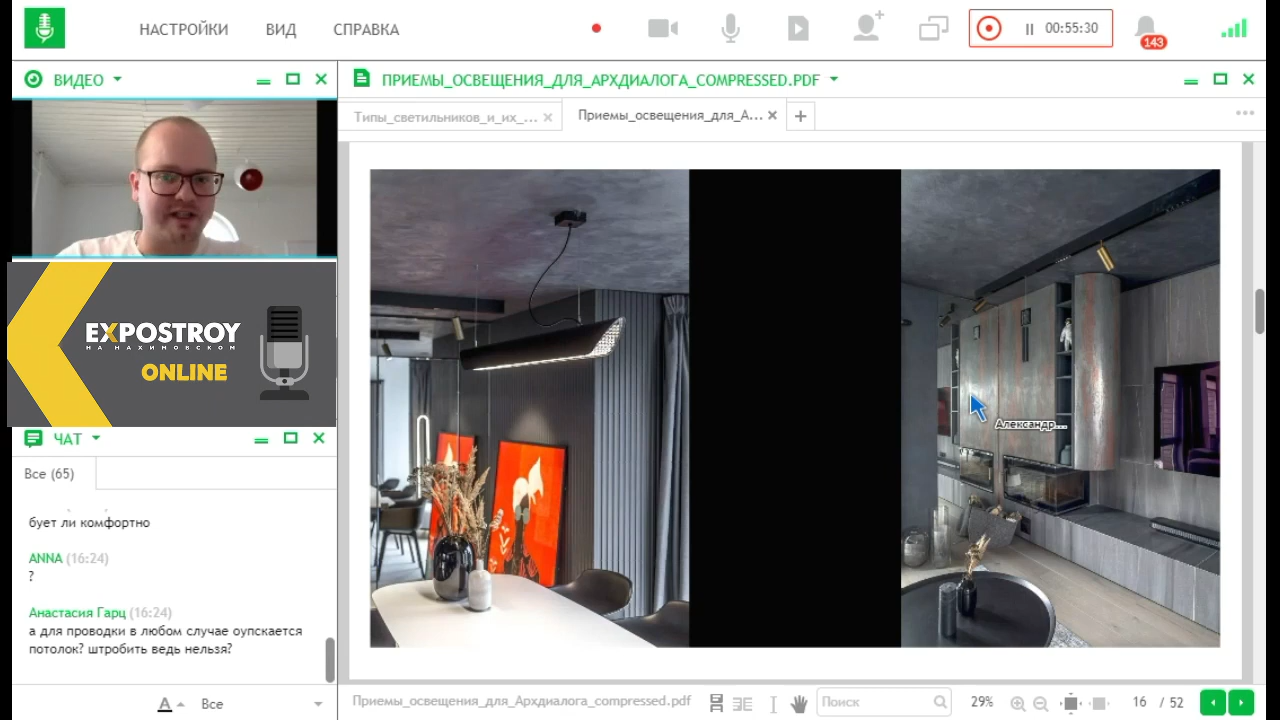 НАСТРОЙКИ ВИД СПРАВКА
00:55:30
143
ВИДЕО
ПРИЕМЫ_ОСВЕЩЕНИЯ_ДЛЯ_АРХДИАЛОГА_COMPRESSED.PDF
Типы_светильников_и_их_...
Приемы_освещения_для_А...
EXPOSTROY
НА НАХИМОВСКОМ
ONLINE
Александр...
ЧАТ
Все (65)
бует ли комфортно
ANNA (16:24)
?
Анастасия Гарц (16:24)
а для проводки в любом случае оупскается
потолок? штробить ведь нельзя?
A Все
Приемы_освещения_для_Архдиалога_compressed.pdf
Поиск
29%
16 / 52